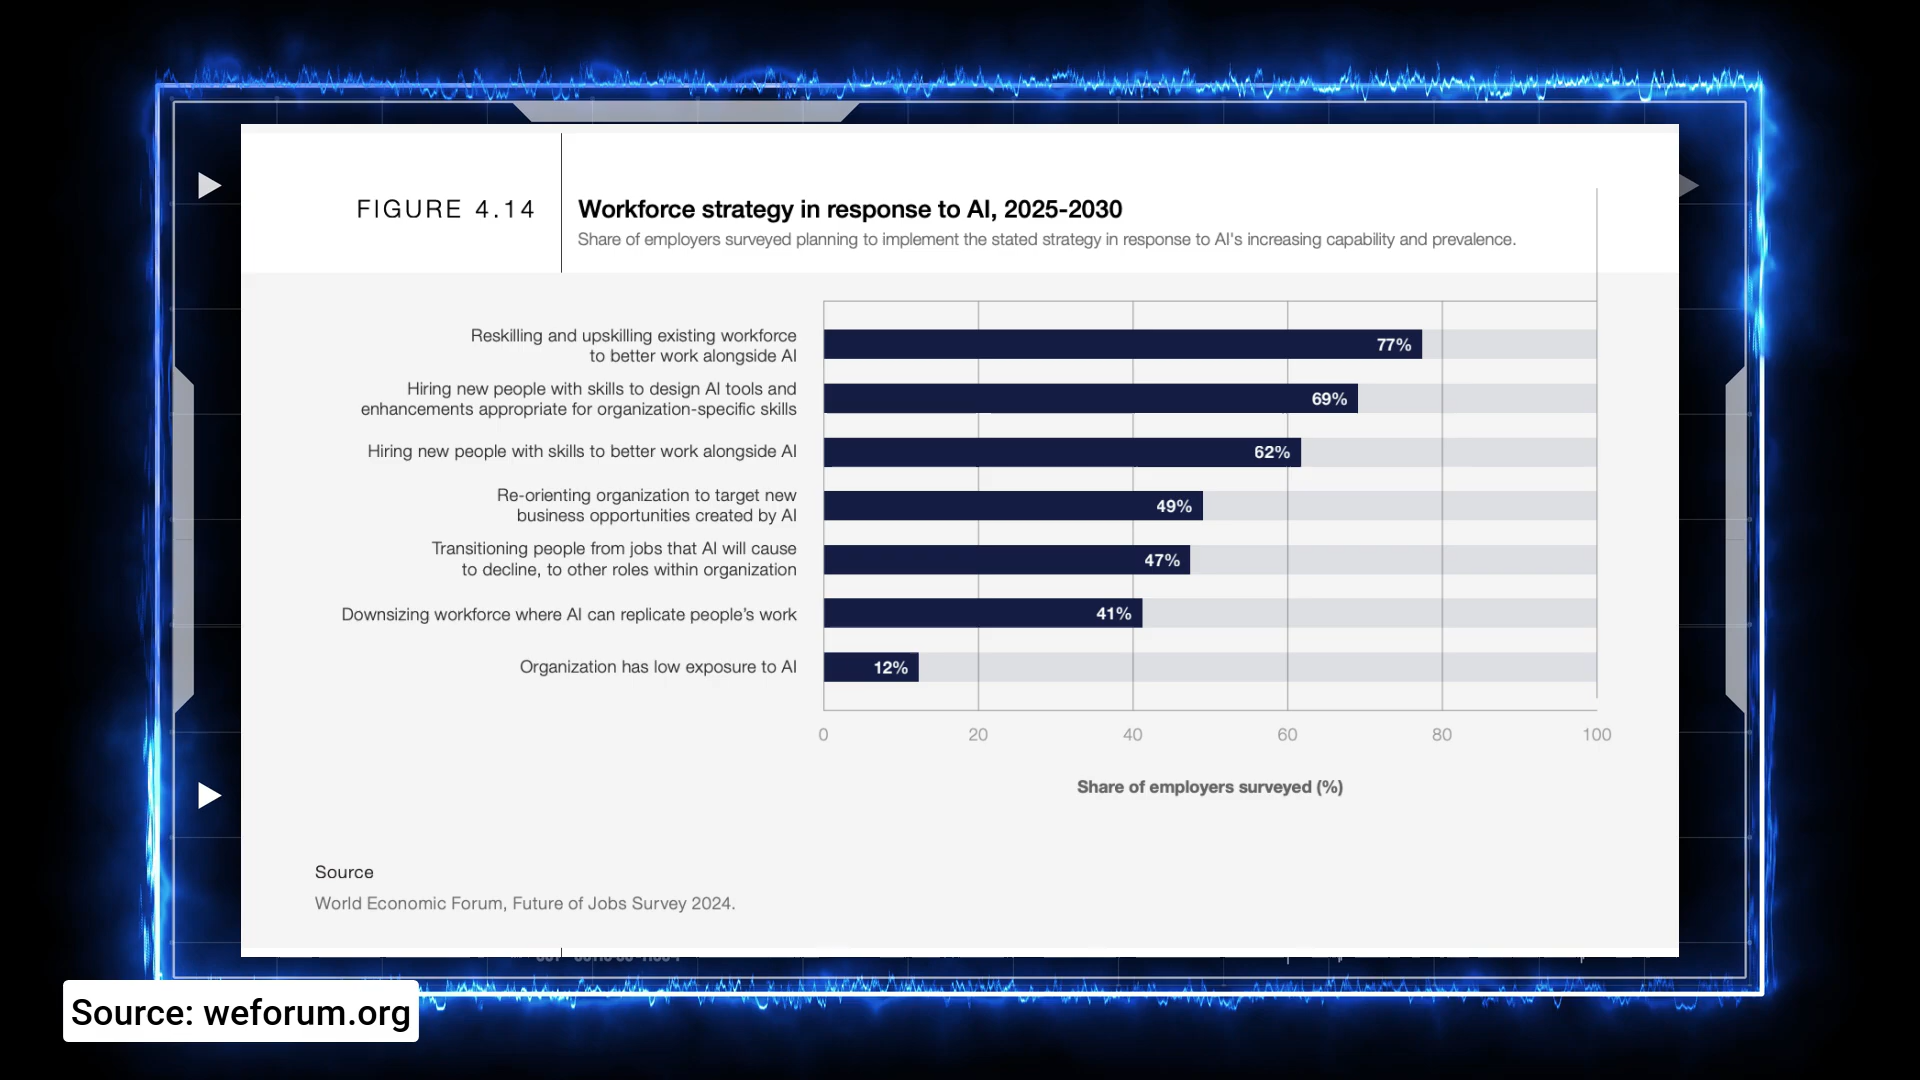 FIGURE 4.14
Workforce strategy in response to AI, 2025-2030
Share of employers surveyed planning to implement the stated strategy in response to AI's increasing capability and prevalence.
Reskilling and upskilling existing workforce
to better work alongside AI
77%
Hiring new people with skills to design AI tools and
enhancements appropriate for organization-specific skills
69%
Hiring new people with skills to better work alongside AI
62%
Re-orienting organization to target new
business opportunities created by AI
49%
Transitioning people from jobs that AI will cause
to decline, to other roles within organization
47%
Downsizing workforce where AI can replicate people’s work
41%
Organization has low exposure to AI
12%
0 20 40 60 80 100
Share of employers surveyed (%)
Source
World Economic Forum, Future of Jobs Survey 2024.
Source: weforum.org